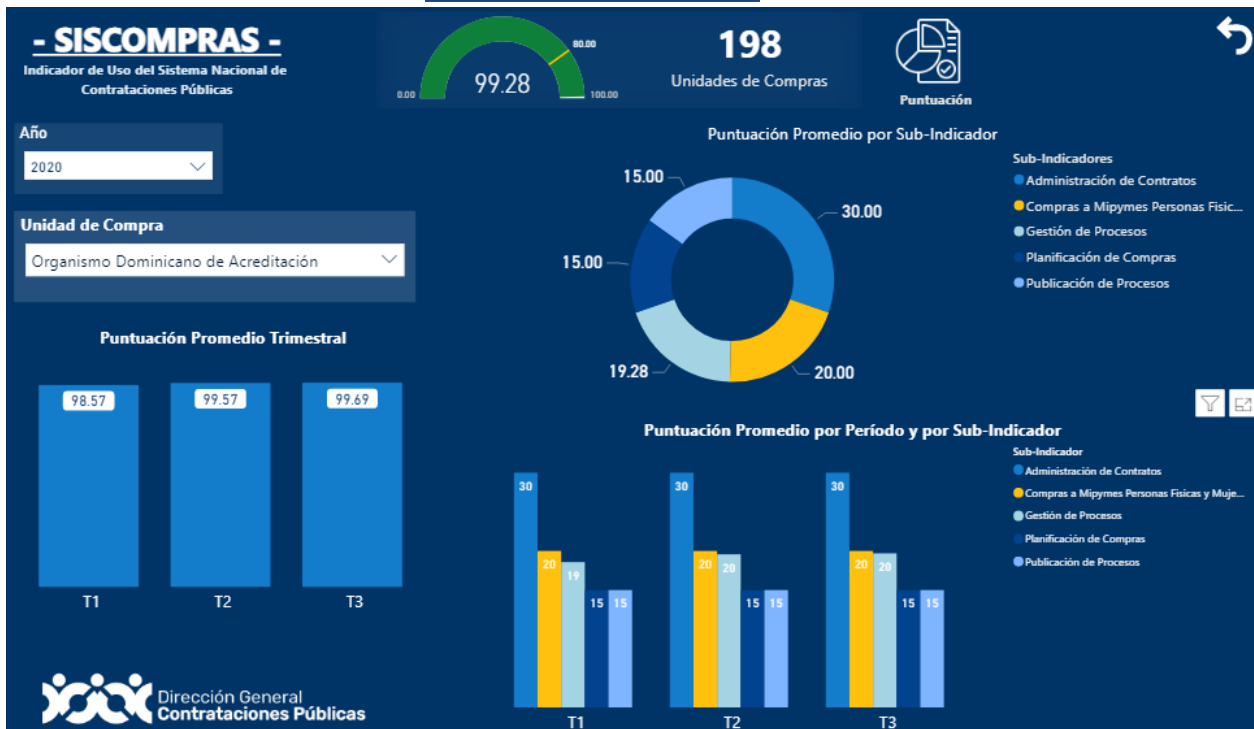 - SISCOMPRAS -
Indicador de Uso del Sistema Nacional de
Contrataciones Públicas
0.00
99.28
80.00
100.00
198
Unidades de Compras
Puntuación
Año
2020
Unidad de Compra
Organismo Dominicano de Acreditación
Puntuación Promedio Trimestral
98.57
99.57
99.69
T1
T2
T3
Puntuación Promedio por Sub-Indicador
15.00
30.00
15.00
19.28
20.00
Sub-Indicadores
Administración de Contratos
Compras a Mipymes Personas Fisic...
Gestión de Procesos
Planificación de Compras
Publicación de Procesos
Puntuación Promedio por Período y por Sub-Indicador
30
20
19
15
15
30
20
20
15
15
30
20
20
15
15
T1
T2
T3
Sub-Indicador
Administración de Contratos
Compras a Mipymes Personas Fisicas y Muje...
Gestión de Procesos
Planificación de Compras
Publicación de Procesos
Dirección General
Contrataciones Públicas